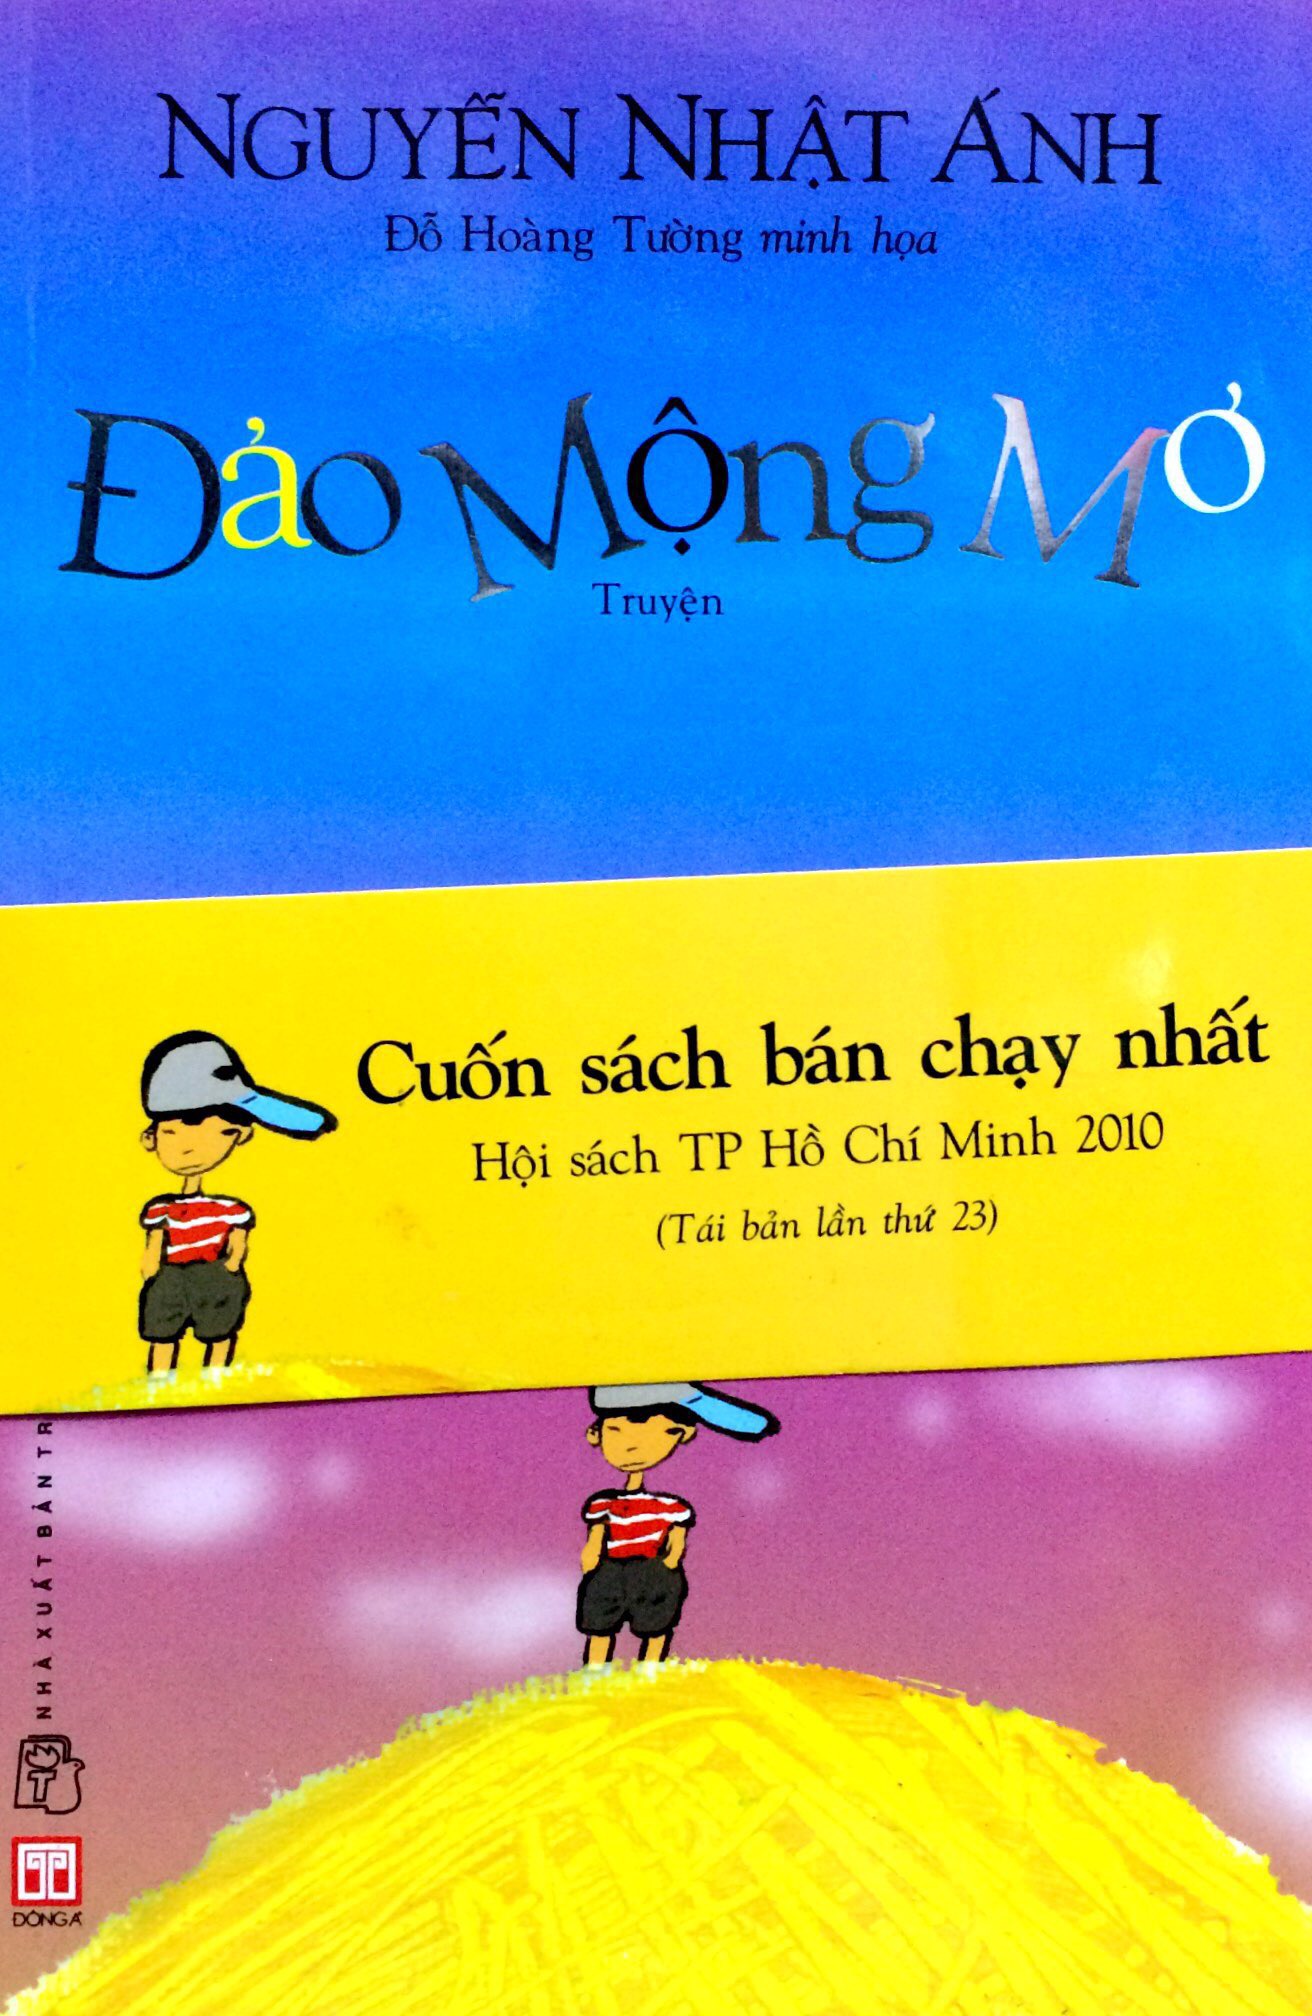 NGUYỄN NHẬT ÁNH
Đỗ Hoàng Tường minh họa
Đảo Mộng Mơ
Truyện
Cuốn sách bán chạy nhất
Hội sách TP Hồ Chí Minh 2010
(Tái bản lần thứ 23)
NHÀ XUẤT BẢN TR
T
ĐÔNG A